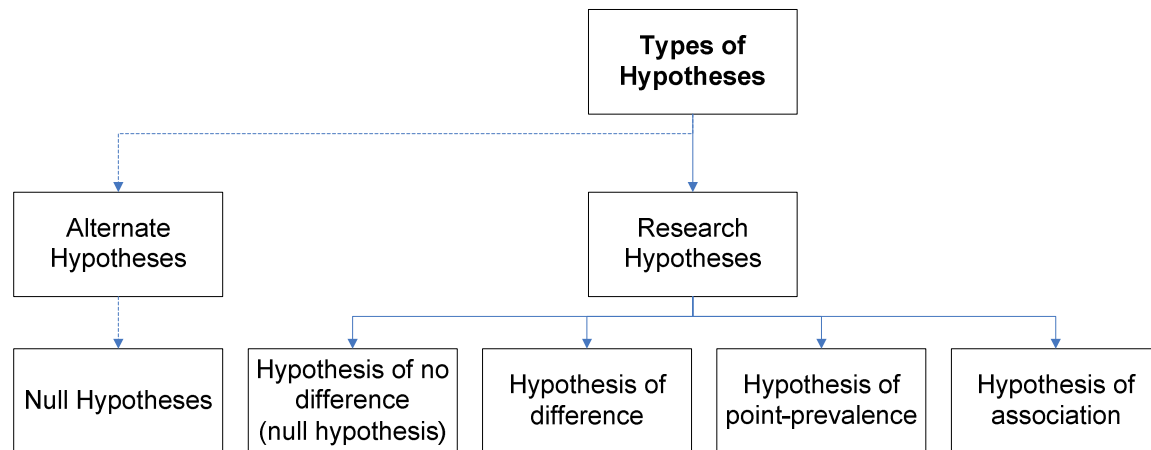 Types of
Hypotheses
Alternate
Hypotheses
Research
Hypotheses
Null Hypotheses
Hypothesis of no
difference
(null hypothesis)
Hypothesis of
difference
Hypothesis of
point-prevalence
Hypothesis of
association